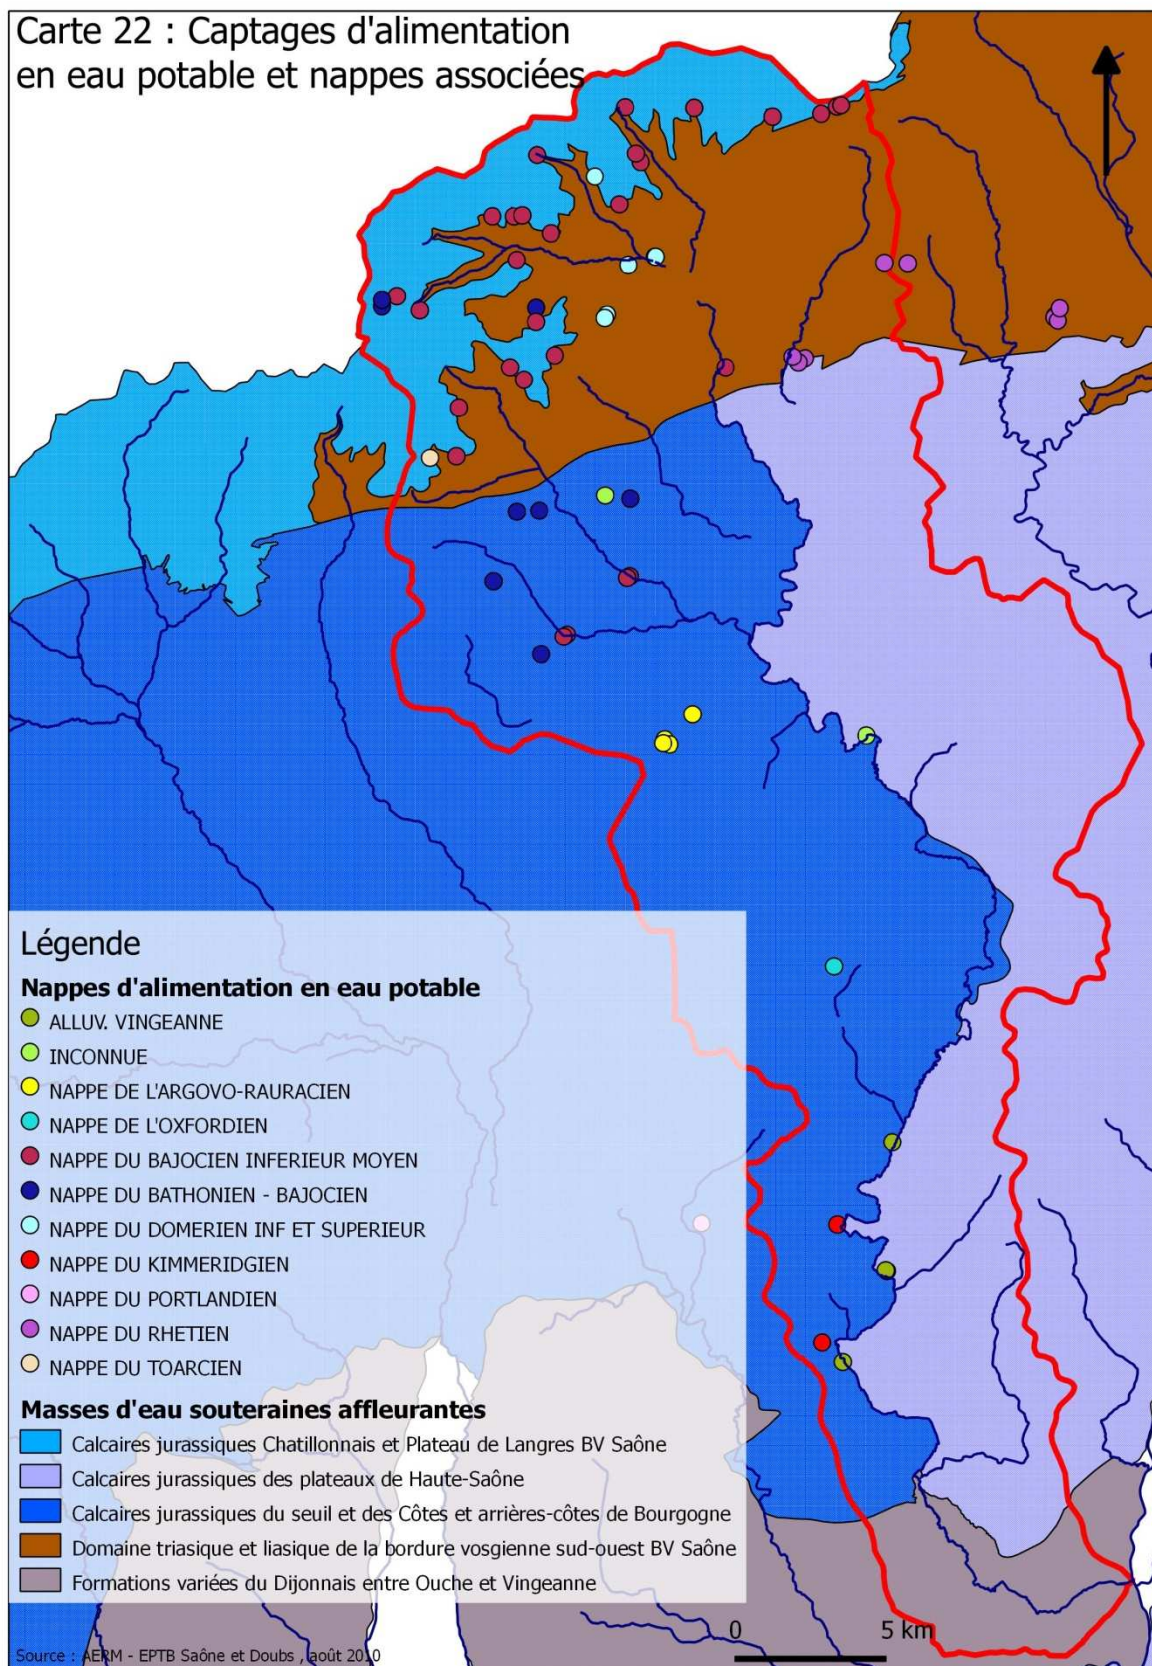 Carte 22 : Captages d'alimentation
en eau potable et nappes associées
Légende
Nappes d'alimentation en eau potable
ALLUV. VINGEANNE
INCONNUE
NAPPE DE L'ARGOVO-RAURACIEN
NAPPE DE L'OXFORDIEN
NAPPE DU BAJOCIEN INFERIEUR MOYEN
NAPPE DU BATHONIEN - BAJOCIEN
NAPPE DU DOMERIEN INF ET SUPERIEUR
NAPPE DU KIMMERIDGIEN
NAPPE DU PORTLANDIEN
NAPPE DU RHETIEN
NAPPE DU TOARCIEN
Masses d'eau souteraines affleurantes
Calcaires jurassiques Chatillonnais et Plateau de Langres BV Saône
Calcaires jurassiques des plateaux de Haute-Saône
Calcaires jurassiques du seuil et des Côtes et arrières-côtes de Bourgogne
Domaine triasique et liasique de la bordure vosgienne sud-ouest BV Saône
Formations variées du Dijonnais entre Ouche et Vingeanne
0 5 km
Source : AERM - EPTB Saône et Doubs , août 2010